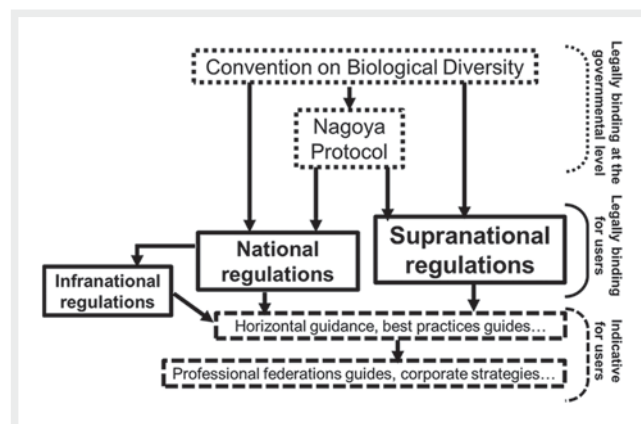 Convention on Biological Diversity
Nagoya
Protocol
National
regulations
Supranational
regulations
Infranational
regulations
Horizontal guidance, best practices guides...
Professional federations guides, corporate strategies...
Legally binding at the
governmental level
Legally binding
for users
Indicative
for users